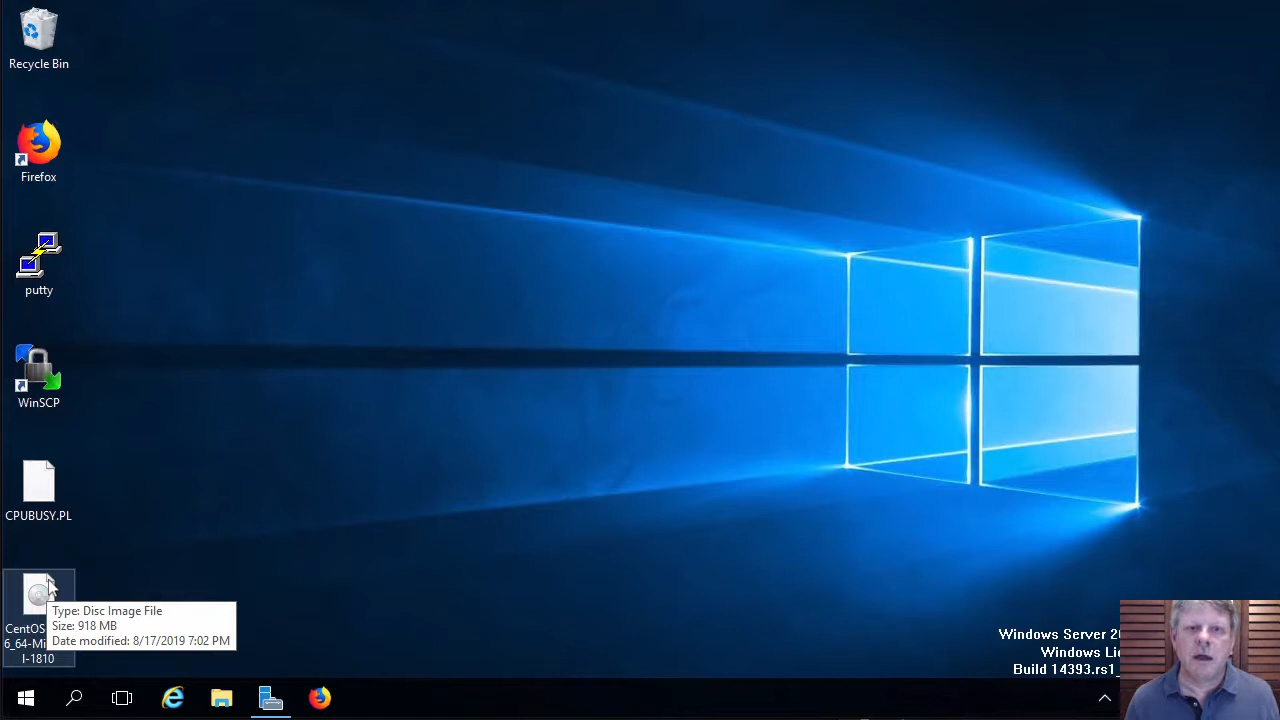 Recycle Bin
Firefox
putty
WinSCP
CPUBUSY.PL
CentOS
6_64-Mi
I-1810
Type: Disc Image File
Size: 918 MB
Date modified: 8/17/2019 7:02 PM
Windows Server
Windows
Build 14393.rs1_